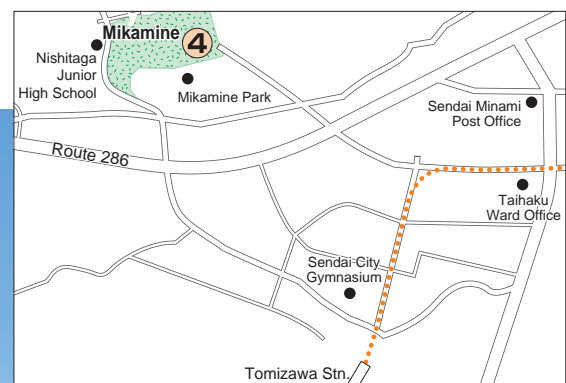 Mikamine
4
Nishitaga
Junior
High School
Mikamine Park
Sendai Minami
Post Office
Route 286
Taihaku
Ward Office
Sendai City
Gymnasium
Tomizawa Stn.